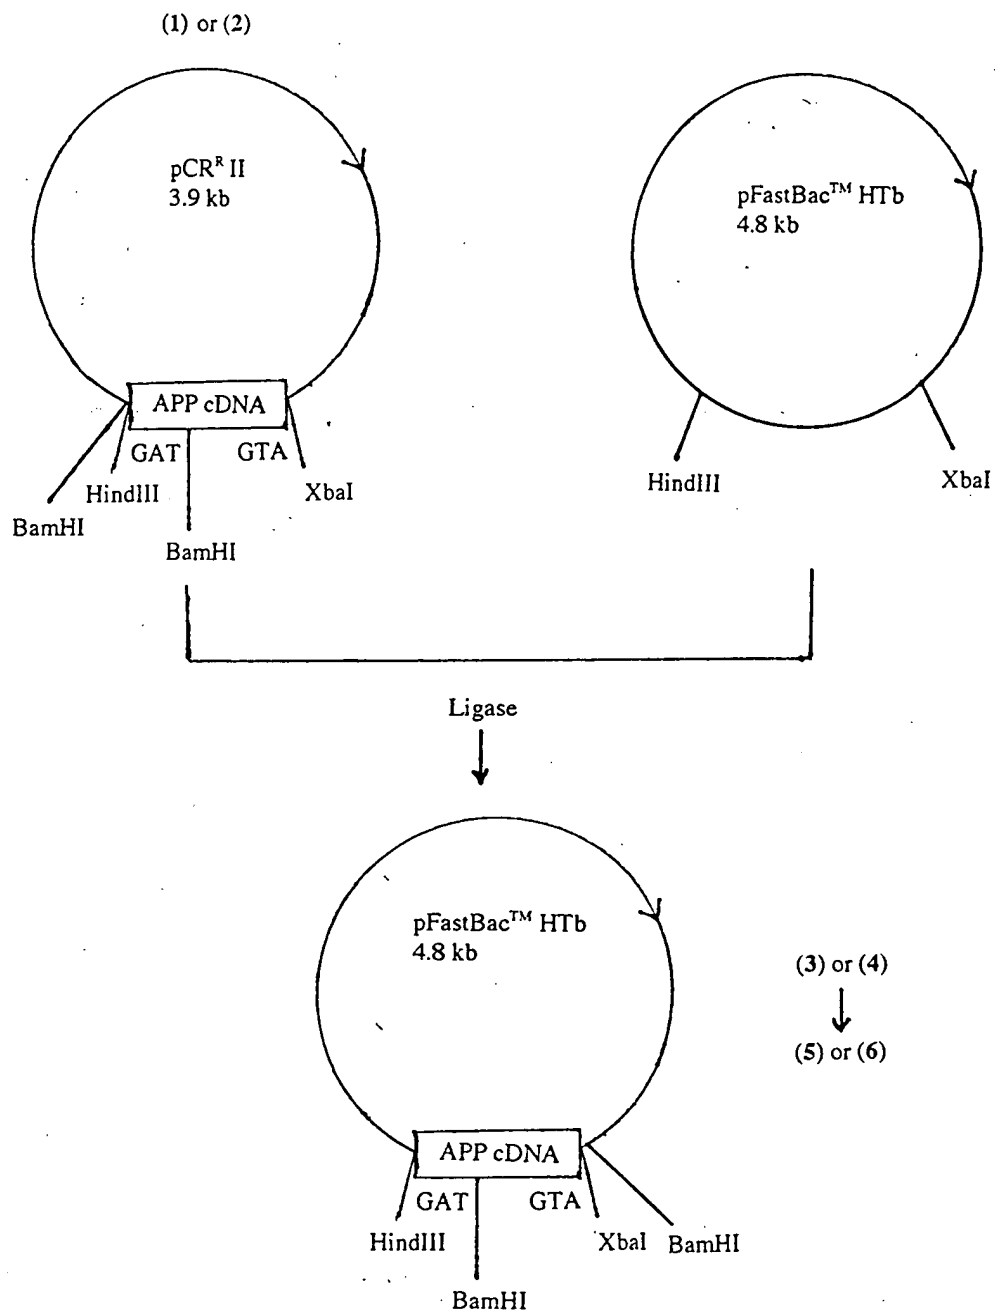 (1) or (2)
pCRᴿ II
3.9 kb
pFastBac™ HTb
4.8 kb
APP cDNA
GAT
GTA
HindIII
XbaI
BamHI
BamHI
HindIII
XbaI
Ligase
pFastBac™ HTb
4.8 kb
(3) or (4)
(5) or (6)
APP cDNA
GAT
GTA
HindIII
XbaI
BamHI
BamHI